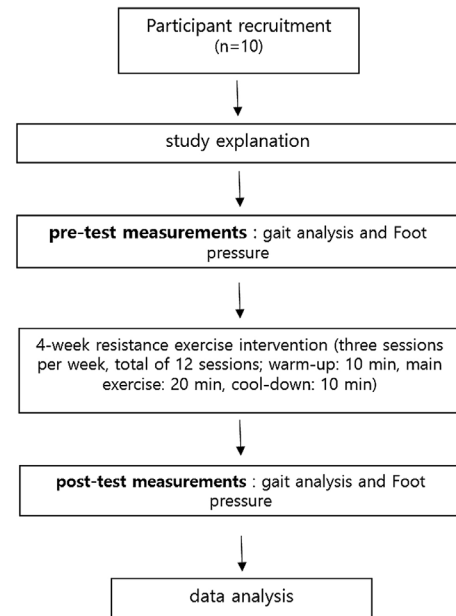 Participant recruitment
(n=10)
study explanation
pre-test measurements : gait analysis and Foot
pressure
4-week resistance exercise intervention (three sessions
per week, total of 12 sessions; warm-up: 10 min, main
exercise: 20 min, cool-down: 10 min)
post-test measurements : gait analysis and Foot
pressure
data analysis